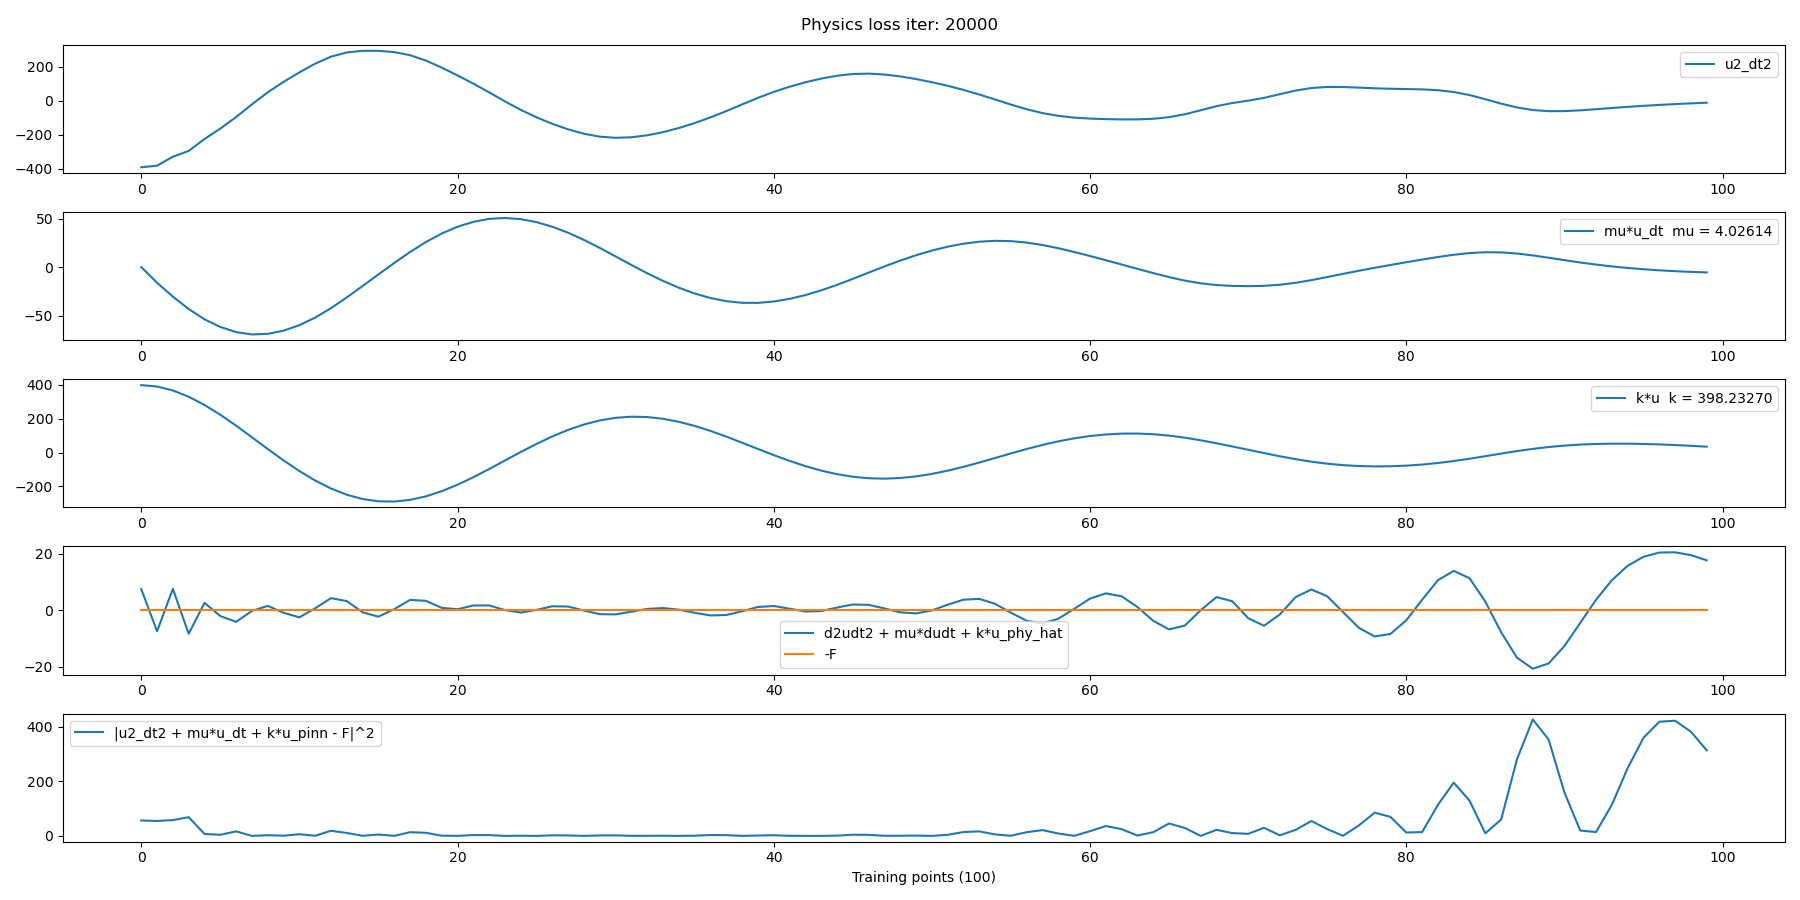 Physics loss iter: 20000
200
0
−200
−400
u2_dt2
0 20 40 60 80 100
50
0
−50
mu*u_dt  mu = 4.02614
0 20 40 60 80 100
400
200
0
−200
k*u  k = 398.23270
0 20 40 60 80 100
20
0
−20
d2udt2 + mu*dudt + k*u_phy_hat
-F
0 20 40 60 80 100
400
200
0
|u2_dt2 + mu*u_dt + k*u_pinn - F|^2
0 20 40 60 80 100
Training points (100)